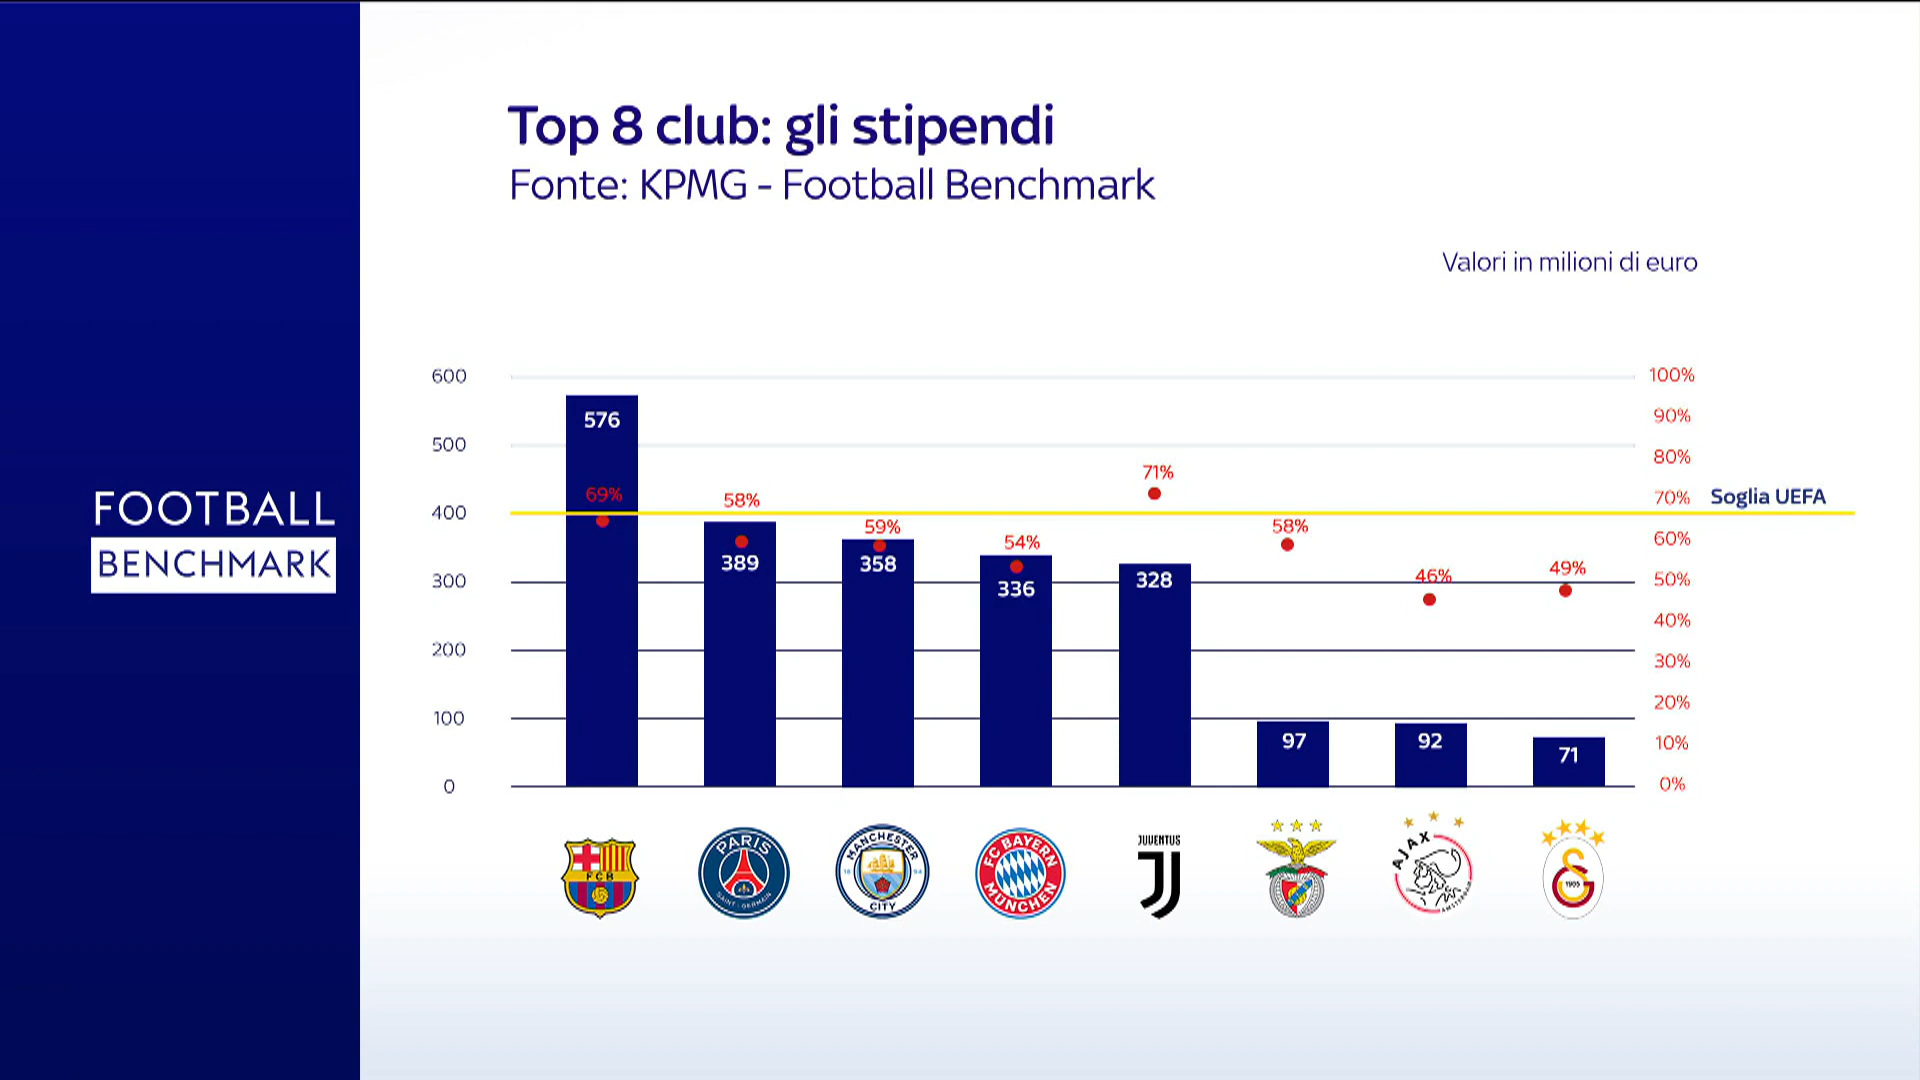 FOOTBALL
BENCHMARK
Top 8 club: gli stipendi
Fonte: KPMG - Football Benchmark
Valori in milioni di euro
600
500
400
300
200
100
0
576
389
358
336
328
97
92
71
69%
58%
59%
54%
71%
58%
46%
49%
100%
90%
80%
70%
60%
50%
40%
30%
20%
10%
0%
Soglia UEFA
FCB
PARIS
SAINT-GERMAIN
MANCHESTER
18 94
CITY
FC BAYERN
MÜNCHEN
JUVENTUS
AJAX
AMSTERDAM
1905